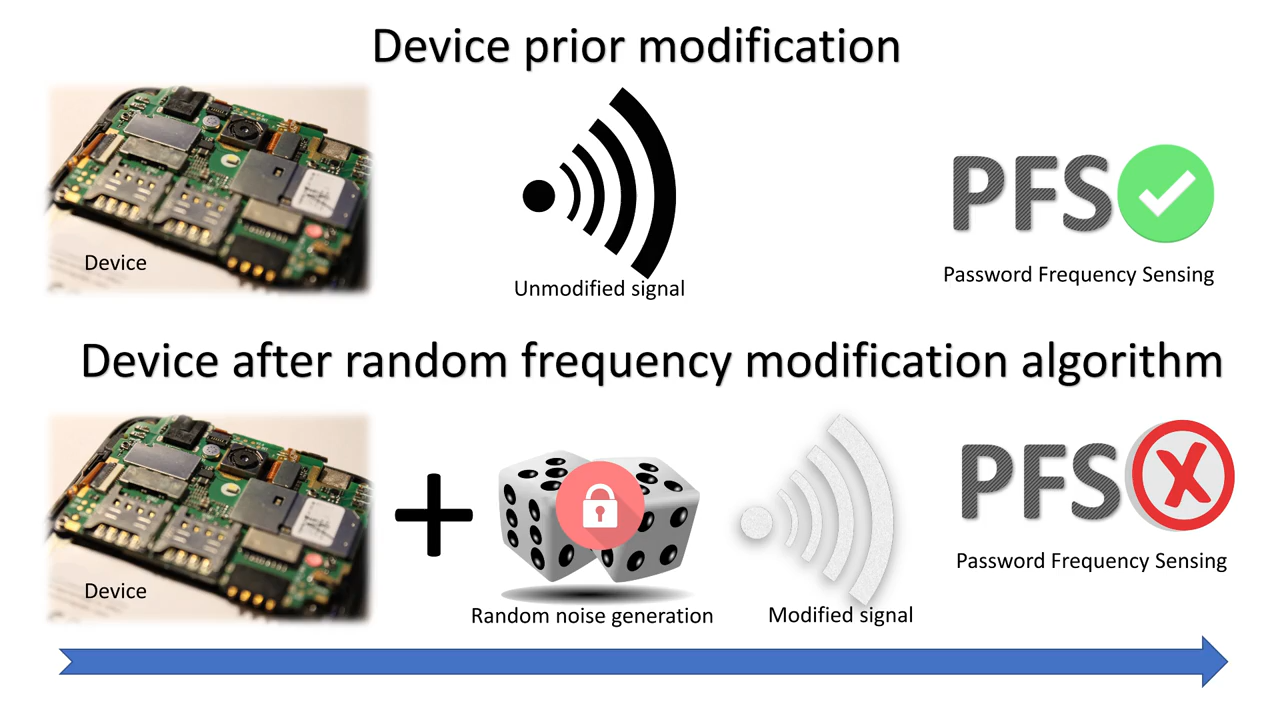 Device prior modification
Device
Unmodified signal
PFS
Password Frequency Sensing
Device after random frequency modification algorithm
Device
Random noise generation
Modified signal
PFS
Password Frequency Sensing